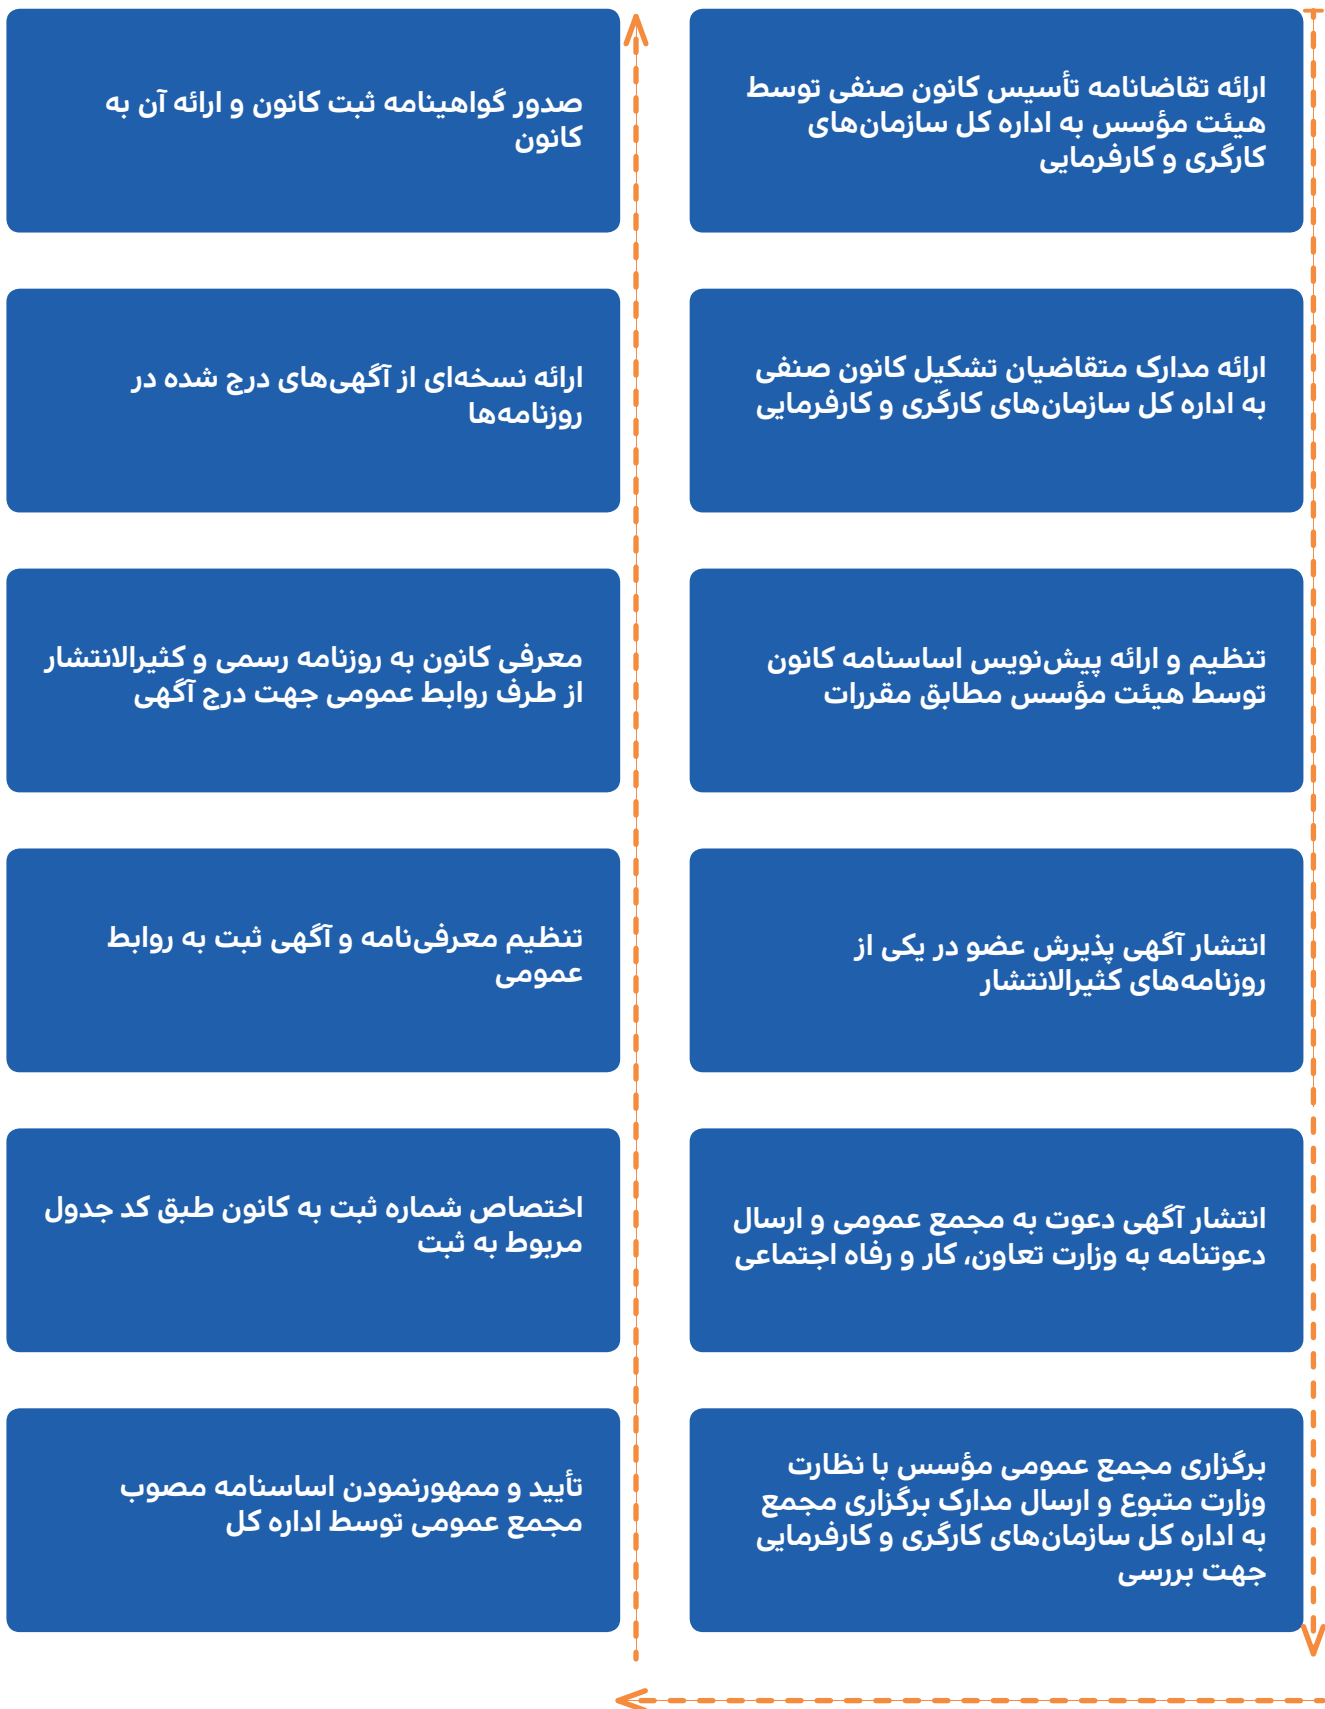 ارائه تقاضانامه تأسیس کانون صنفی توسط
هیئت مؤسس به اداره کل سازمان‌های
کارگری و کارفرمایی
ارائه مدارک متقاضیان تشکیل کانون صنفی
به اداره کل سازمان‌های کارگری و کارفرمایی
تنظیم و ارائه پیش‌نویس اساسنامه کانون
توسط هیئت مؤسس مطابق مقررات
انتشار آگهی پذیرش عضو در یکی از
روزنامه‌های کثیرالانتشار
انتشار آگهی دعوت به مجمع عمومی و ارسال
دعوتنامه به وزارت تعاون، کار و رفاه اجتماعی
برگزاری مجمع عمومی مؤسس با نظارت
وزارت متبوع و ارسال مدارک برگزاری مجمع
به اداره کل سازمان‌های کارگری و کارفرمایی
جهت بررسی
تأیید و ممهورنمودن اساسنامه مصوب
مجمع عمومی توسط اداره کل
اختصاص شماره ثبت به کانون طبق کد جدول
مربوط به ثبت
تنظیم معرفی‌نامه و آگهی ثبت به روابط
عمومی
معرفی کانون به روزنامه رسمی و کثیرالانتشار
از طرف روابط عمومی جهت درج آگهی
ارائه نسخه‌ای از آگهی‌های درج شده در
روزنامه‌ها
صدور گواهینامه ثبت کانون و ارائه آن به
کانون